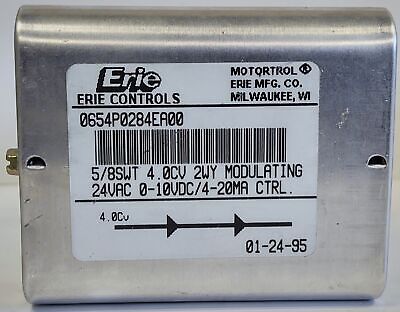 Erie
ERIE CONTROLS
MOTORTROL ®
ERIE MFG. CO.
MILWAUKEE, WI
0654P0284EA00
5/8SWT 4.0CV 2WY MODULATING
24VAC 0-10VDC/4-20MA CTRL.
4.0Cv
01-24-95